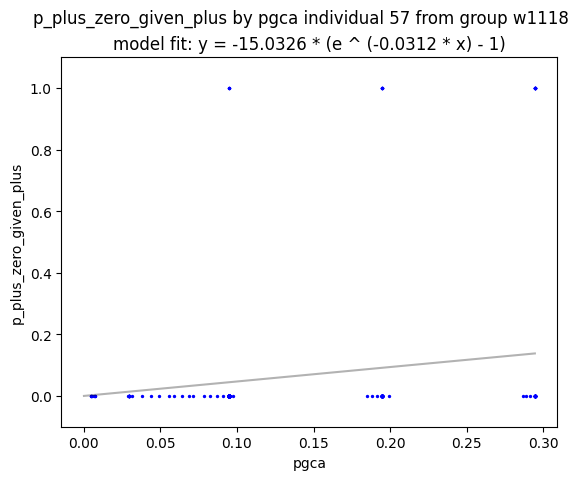 p_plus_zero_given_plus by pgca individual 57 from group w1118
model fit: y = -15.0326 * (e ^ (-0.0312 * x) - 1)
1.0
0.8
0.6
0.4
0.2
0.0
p_plus_zero_given_plus
0.00 0.05 0.10 0.15 0.20 0.25 0.30
pgca